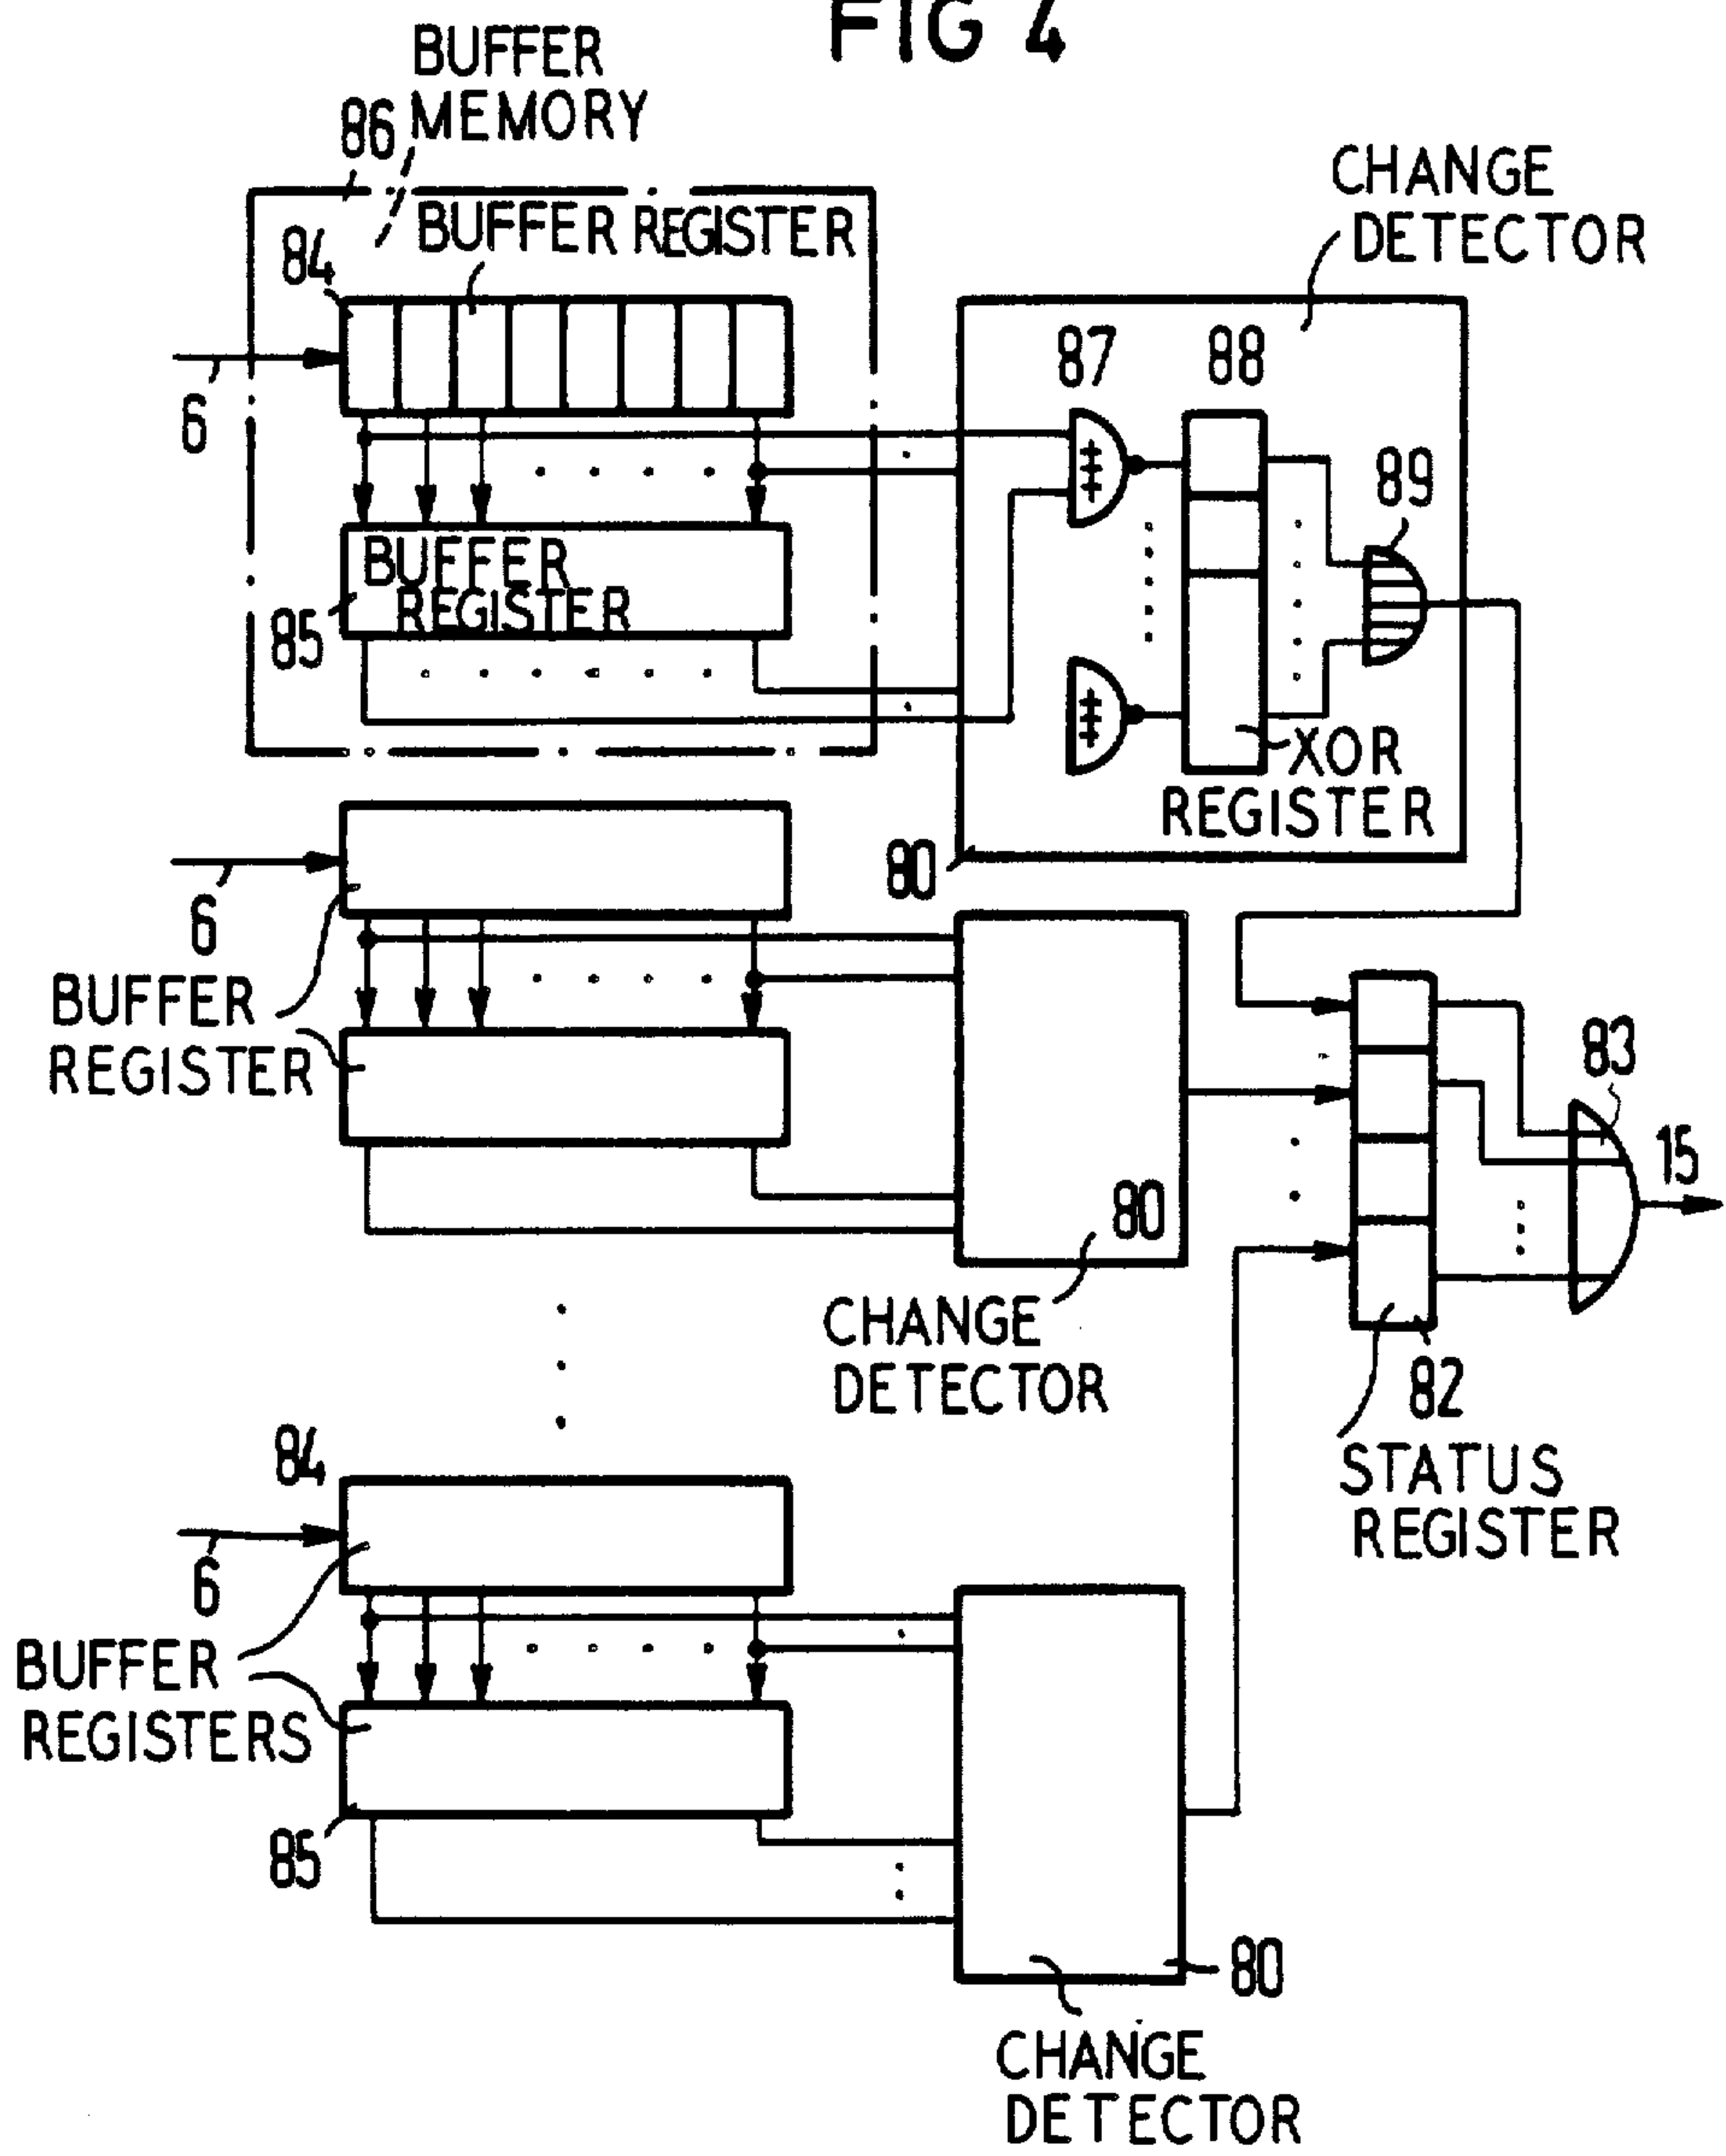 FIG 4
BUFFER
MEMORY
86
BUFFER REGISTER
84
6
BUFFER
REGISTER
85
CHANGE
DETECTOR
87
88
89
XOR
REGISTER
80
6
BUFFER
REGISTER
80
CHANGE
DETECTOR
83
15
82
STATUS
REGISTER
84
6
BUFFER
REGISTERS
85
80
CHANGE
DETECTOR